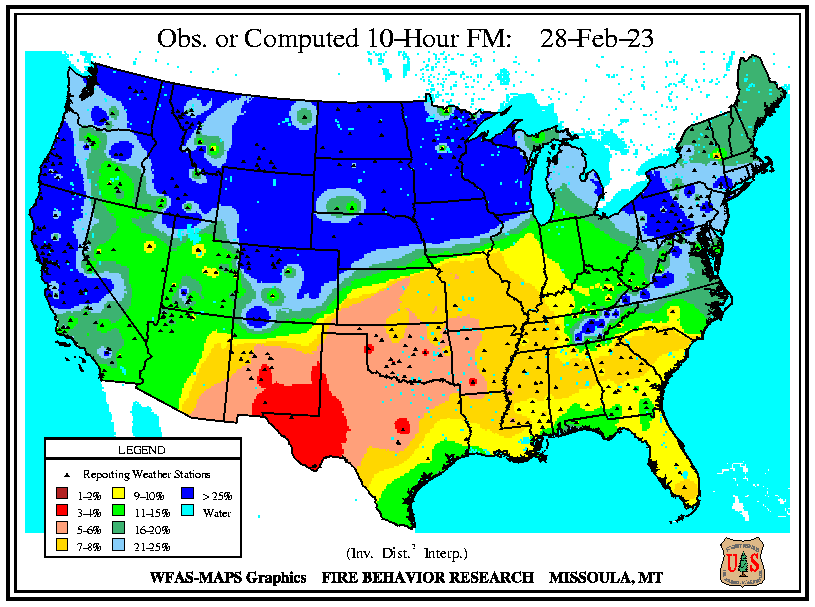 Obs. or Computed 10-Hour FM: 28-Feb-23
LEGEND
Reporting Weather Stations
1-2% 9-10% > 25%
3-4% 11-15% Water
5-6% 16-20%
7-8% 21-25%
(Inv. Dist.² Interp.)
WFAS-MAPS Graphics FIRE BEHAVIOR RESEARCH MISSOULA, MT
U S